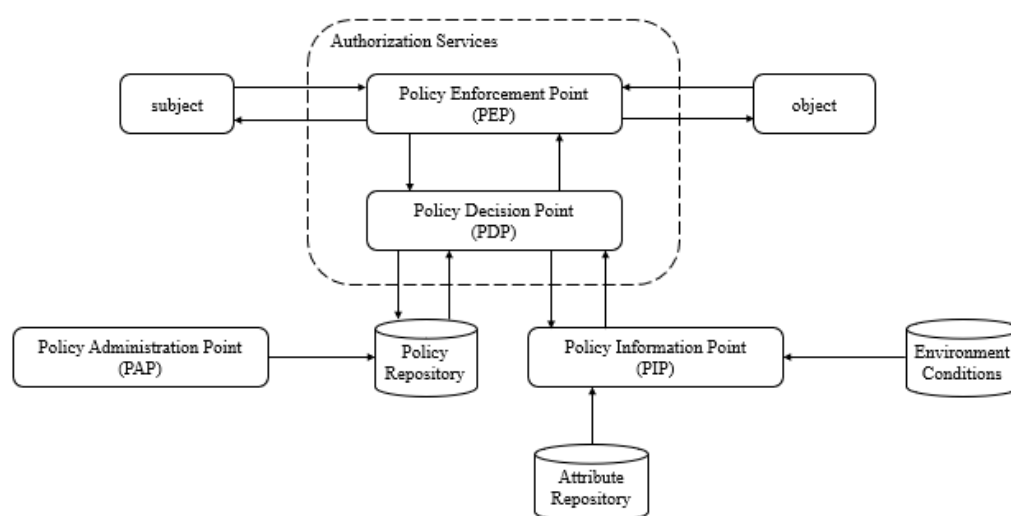 Authorization Services
subject
Policy Enforcement Point
(PEP)
object
Policy Decision Point
(PDP)
Policy Administration Point
(PAP)
Policy
Repository
Policy Information Point
(PIP)
Environment
Conditions
Attribute
Repository